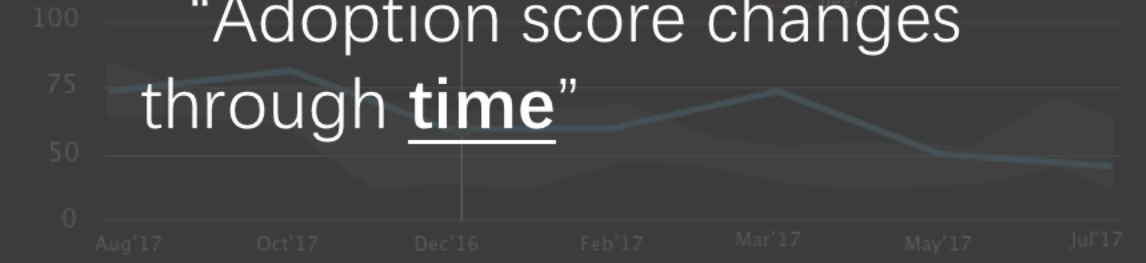 100
“Adoption score changes
75
through time”
50
0
Aug'17 Oct'17 Dec'16 Feb'17 Mar'17 May'17 Jul'17